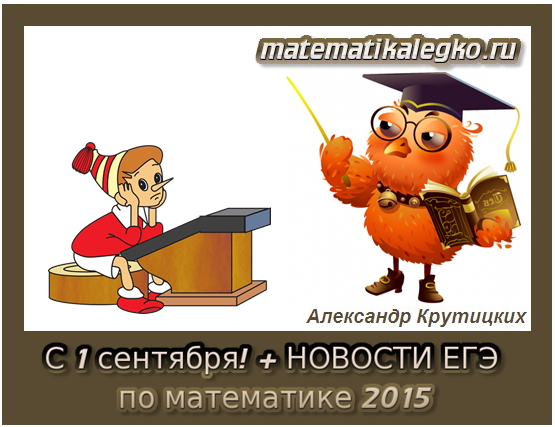 matematikalegko.ru
Александр Крутицких
С 1 сентября! + НОВОСТИ ЕГЭ
по математике 2015